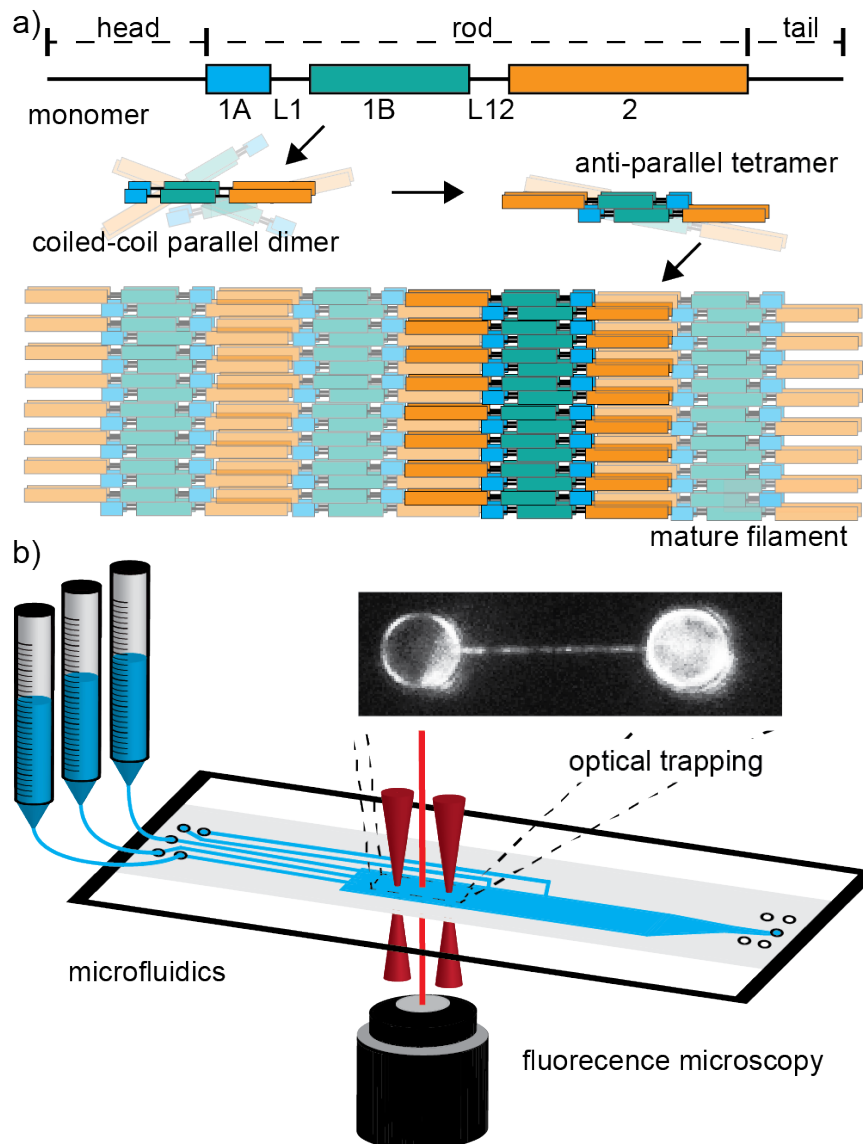 a)
head rod tail
1A L1 1B L12 2
monomer
anti-parallel tetramer
coiled-coil parallel dimer
mature filament
b)
optical trapping
microfluidics
fluorecence microscopy